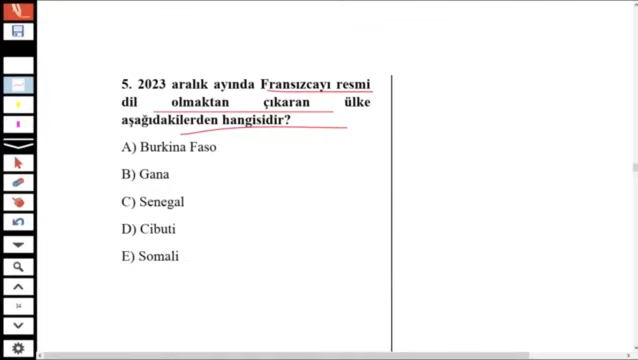 5. 2023 aralık ayında Fransızcayı resmi
dil olmaktan çıkaran ülke
aşağıdakilerden hangisidir?
A) Burkina Faso
B) Gana
C) Senegal
D) Cibuti
E) Somali